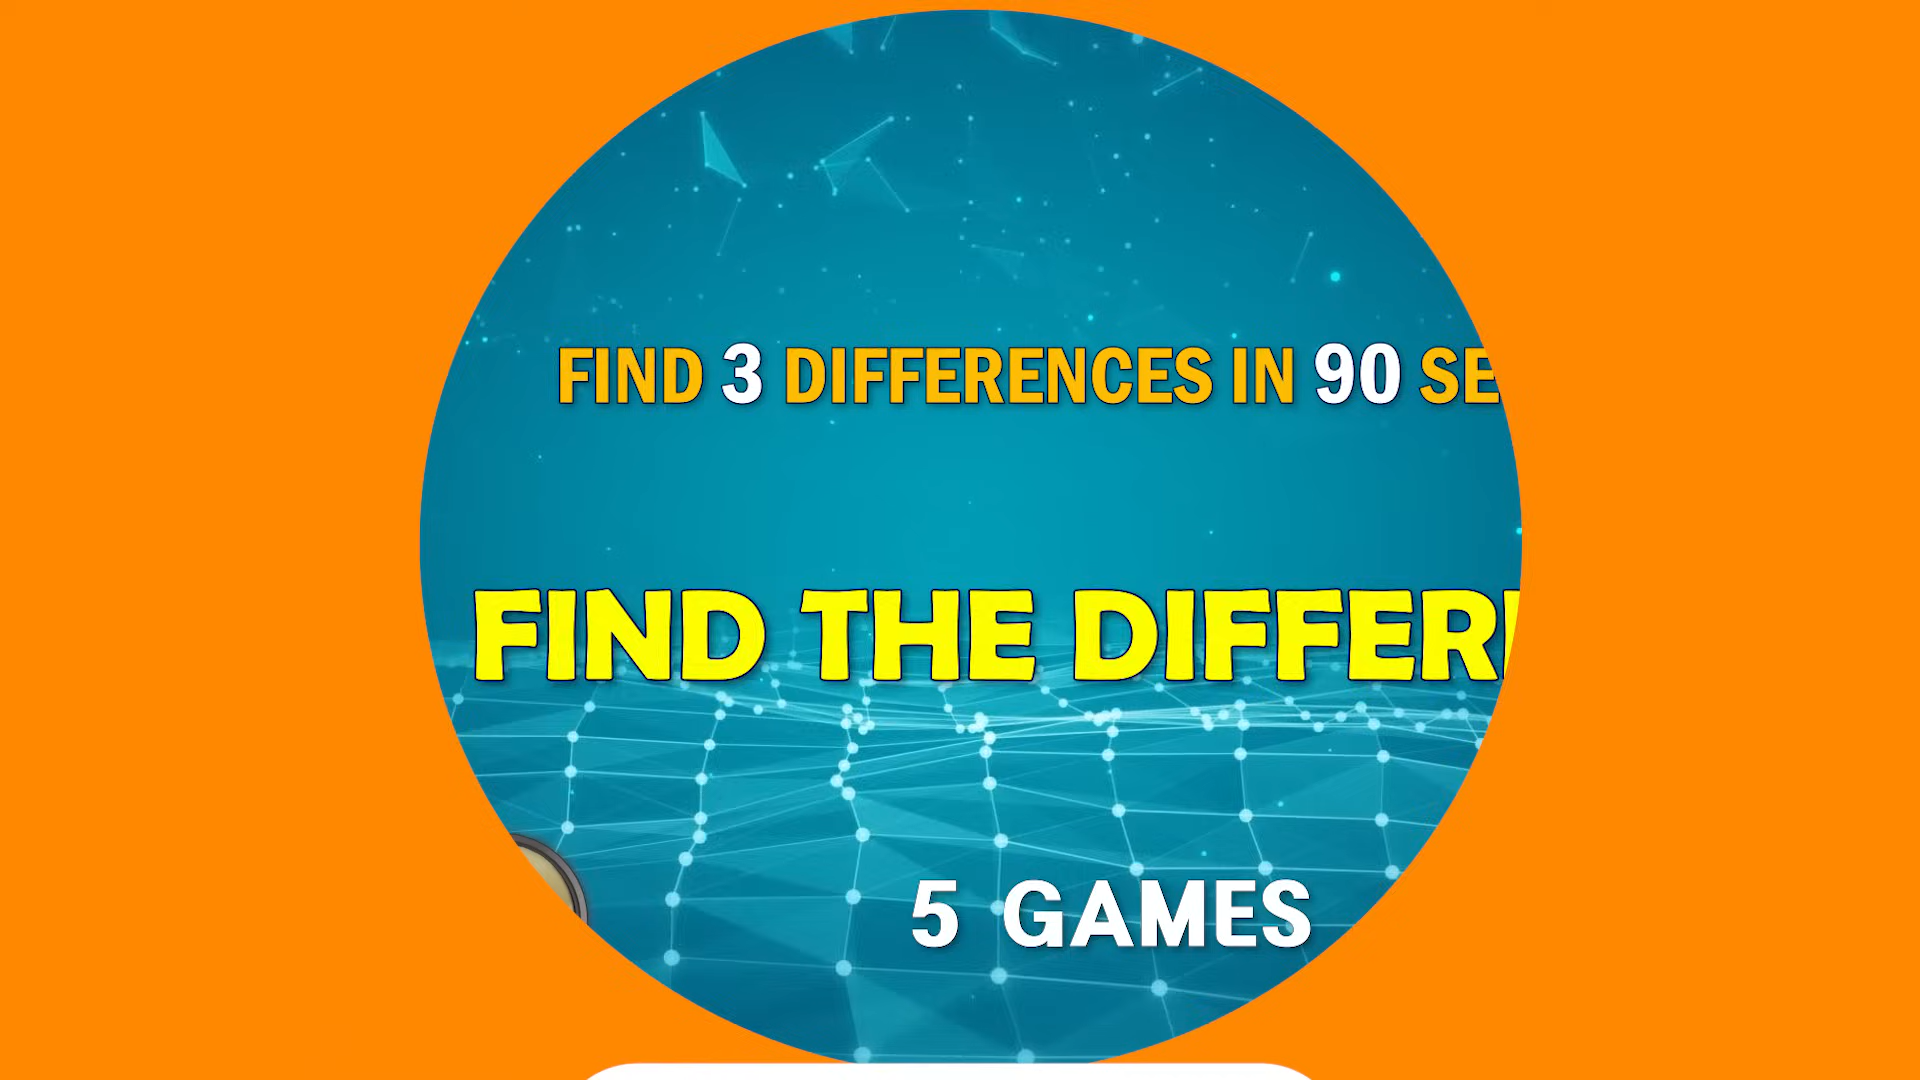 FIND 3 DIFFERENCES IN 90 SE
FIND THE DIFFER
5 GAMES